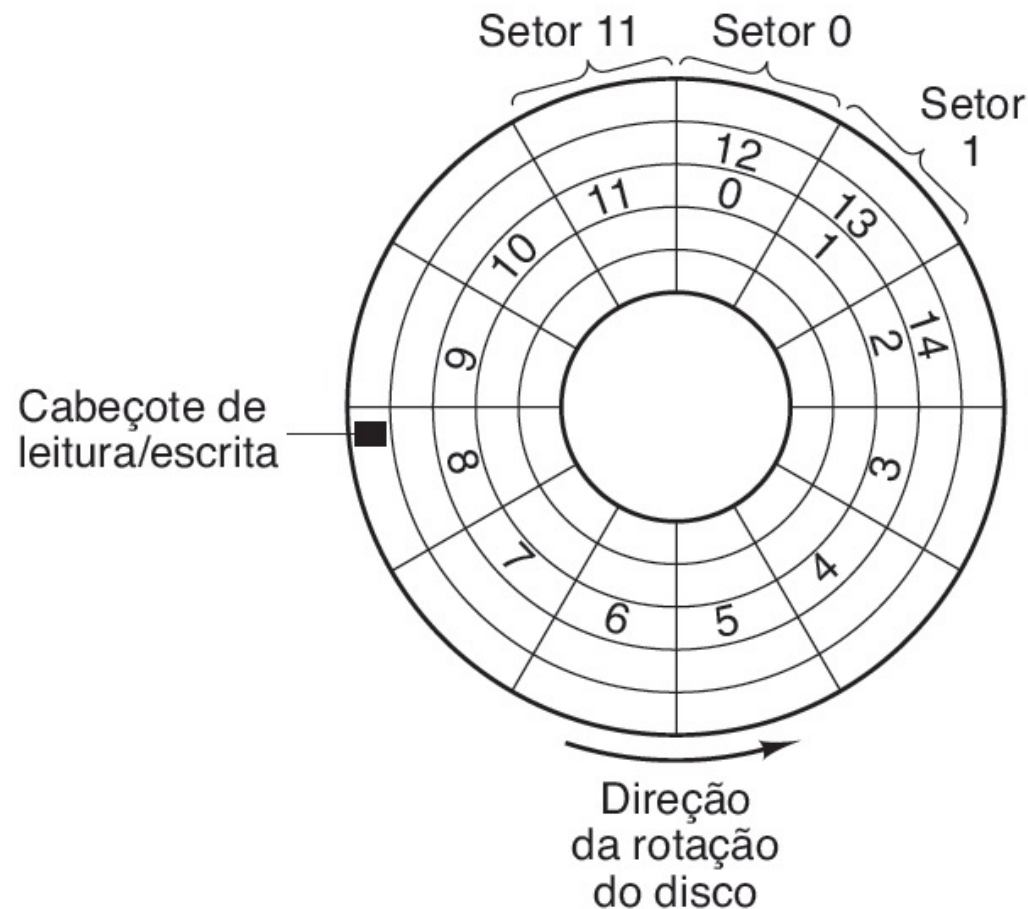 Setor 11
Setor 0
Setor
1
12
0
11
13
1
10
14
2
9
Cabeçote de
leitura/escrita
8
3
7
4
6
5
Direção
da rotação
do disco